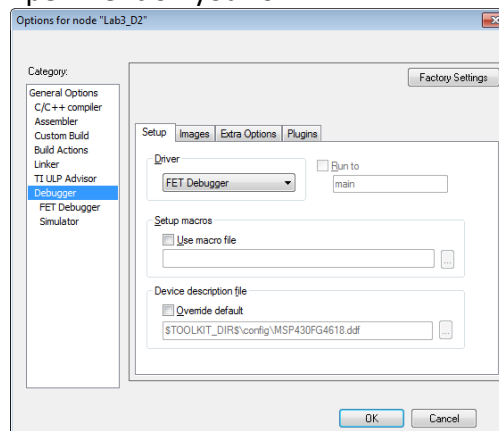 Options for node "Lab3_D2"
Category:
General Options
C/C++ compiler
Assembler
Custom Build
Build Actions
Linker
TI ULP Advisor
Debugger
FET Debugger
Simulator
Factory Settings
Setup Images Extra Options Plugins
Driver
FET Debugger
Run to
main
Setup macros
Use macro file
...
Device description file
Override default
$TOOLKIT_DIR$\config\MSP430FG4618.ddf
...
OK Cancel